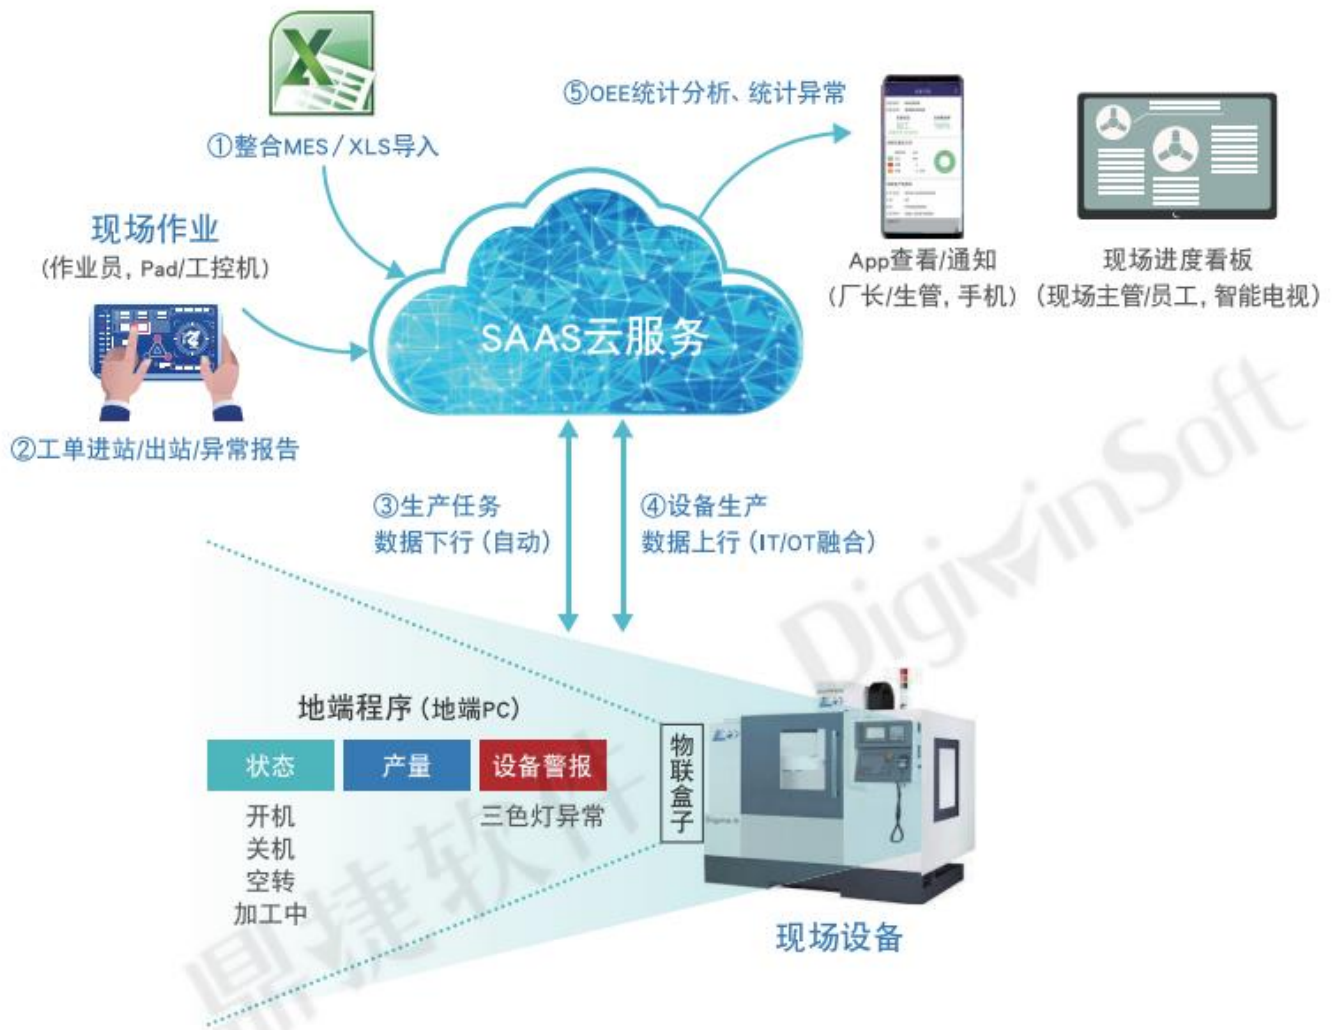 ⑤OEE统计分析、统计异常
①整合MES/XLS导入
现场作业
(作业员, Pad/工控机)
App查看/通知
(厂长/生管, 手机)
现场进度看板
(现场主管/员工, 智能电视)
SAAS云服务
②工单进站/出站/异常报告
③生产任务
数据下行(自动)
④设备生产
数据上行(IT/OT融合)
DigiwinSoft
地端程序(地端PC)
状态
产量
设备警报
物联盒子
开机
关机
空转
加工中
三色灯异常
现场设备
鼎捷软件